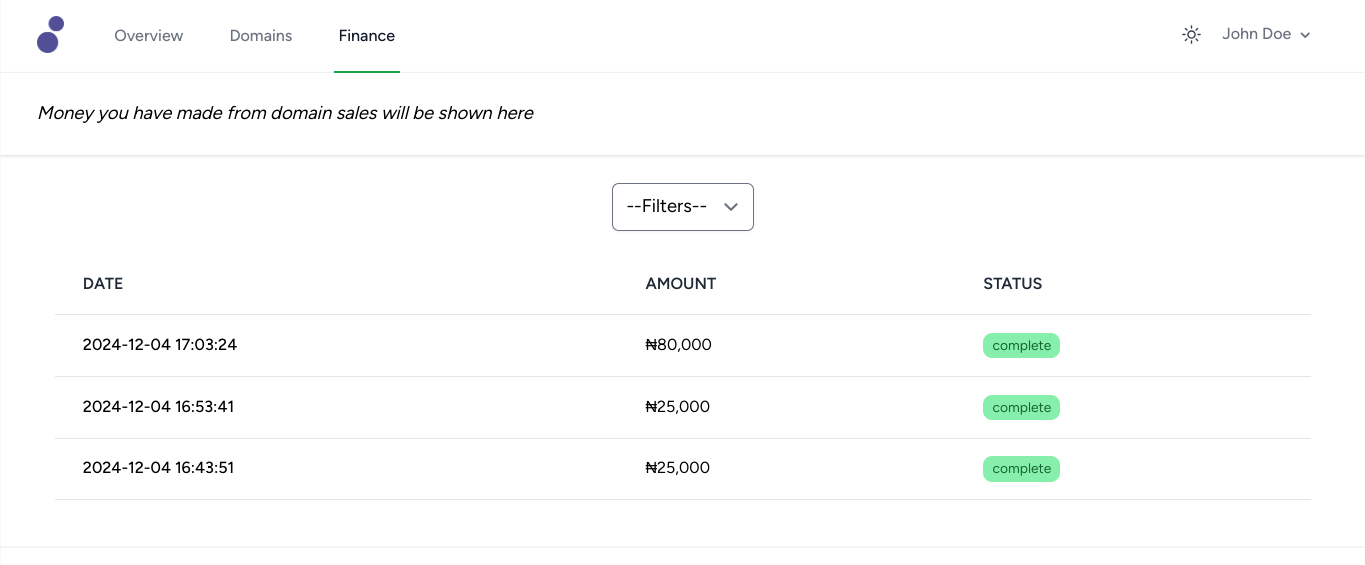 Overview Domains Finance John Doe
Money you have made from domain sales will be shown here
--Filters--
DATE AMOUNT STATUS
2024-12-04 17:03:24 ₦80,000 complete
2024-12-04 16:53:41 ₦25,000 complete
2024-12-04 16:43:51 ₦25,000 complete